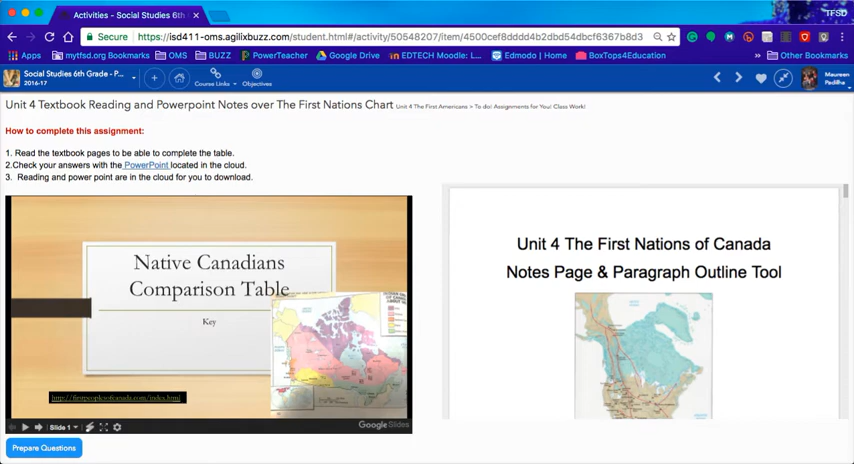 Activities - Social Studies 6th
TFSD
Secure https://isd411-oms.agilixbuzz.com/student.html#/activity/50548207/item/4500cef8dddd4b2dbd54dbcf6367b8d3
Apps mytfsd.org Bookmarks OMS BUZZ PowerTeacher Google Drive EDTECH Moodle: L... Edmodo | Home BoxTops4Education » Other Bookmarks
Social Studies 6th Grade - P...
2016-17
Course Links
Objectives
Maureen
Padilha
Unit 4 Textbook Reading and Powerpoint Notes over The First Nations Chart Unit 4 The First Americans > To do! Assignments for You! Class Work!
How to complete this assignment:
1. Read the textbook pages to be able to complete the table.
2.Check your answers with the PowerPoint located in the cloud.
3. Reading and power point are in the cloud for you to download.
Native Canadians
Comparison Table
Key
http://firstpeoplesofcanada.com/index.html
Slide 1
Google Slides
Prepare Questions
Unit 4 The First Nations of Canada
Notes Page & Paragraph Outline Tool